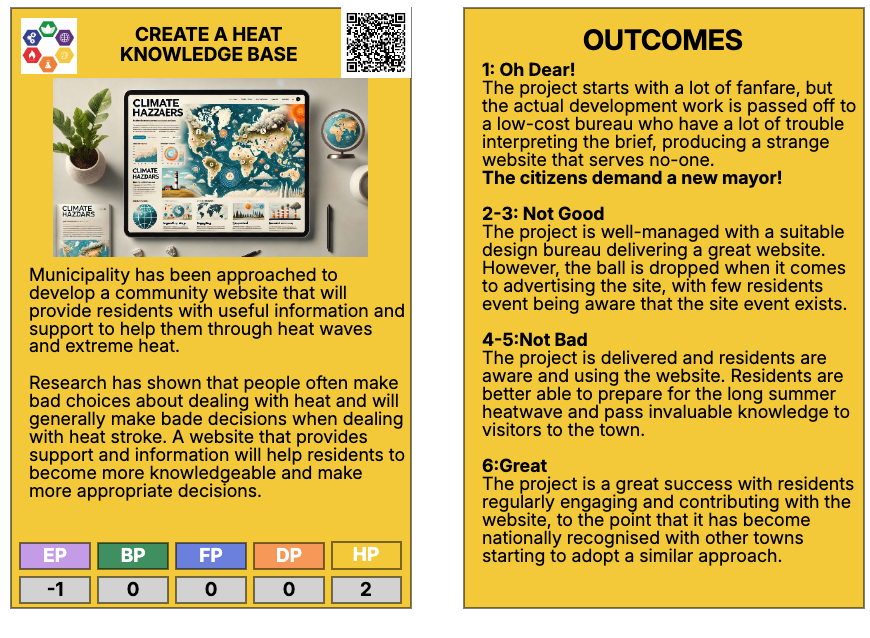 CREATE A HEAT
KNOWLEDGE BASE
CLIMATE
HAZZAERS
CLIMATE
HAZDARS
CLIMATE
HAZDARS
Municipality has been approached to
develop a community website that will
provide residents with useful information and
support to help them through heat waves
and extreme heat.
Research has shown that people often make
bad choices about dealing with heat and will
generally make bade decisions when dealing
with heat stroke. A website that provides
support and information will help residents to
become more knowledgeable and make
more appropriate decisions.
EP BP FP DP HP
-1 0 0 0 2
OUTCOMES
1: Oh Dear!
The project starts with a lot of fanfare, but
the actual development work is passed off to
a low-cost bureau who have a lot of trouble
interpreting the brief, producing a strange
website that serves no-one.
The citizens demand a new mayor!
2-3: Not Good
The project is well-managed with a suitable
design bureau delivering a great website.
However, the ball is dropped when it comes
to advertising the site, with few residents
event being aware that the site event exists.
4-5:Not Bad
The project is delivered and residents are
aware and using the website. Residents are
better able to prepare for the long summer
heatwave and pass invaluable knowledge to
visitors to the town.
6:Great
The project is a great success with residents
regularly engaging and contributing with the
website, to the point that it has become
nationally recognised with other towns
starting to adopt a similar approach.